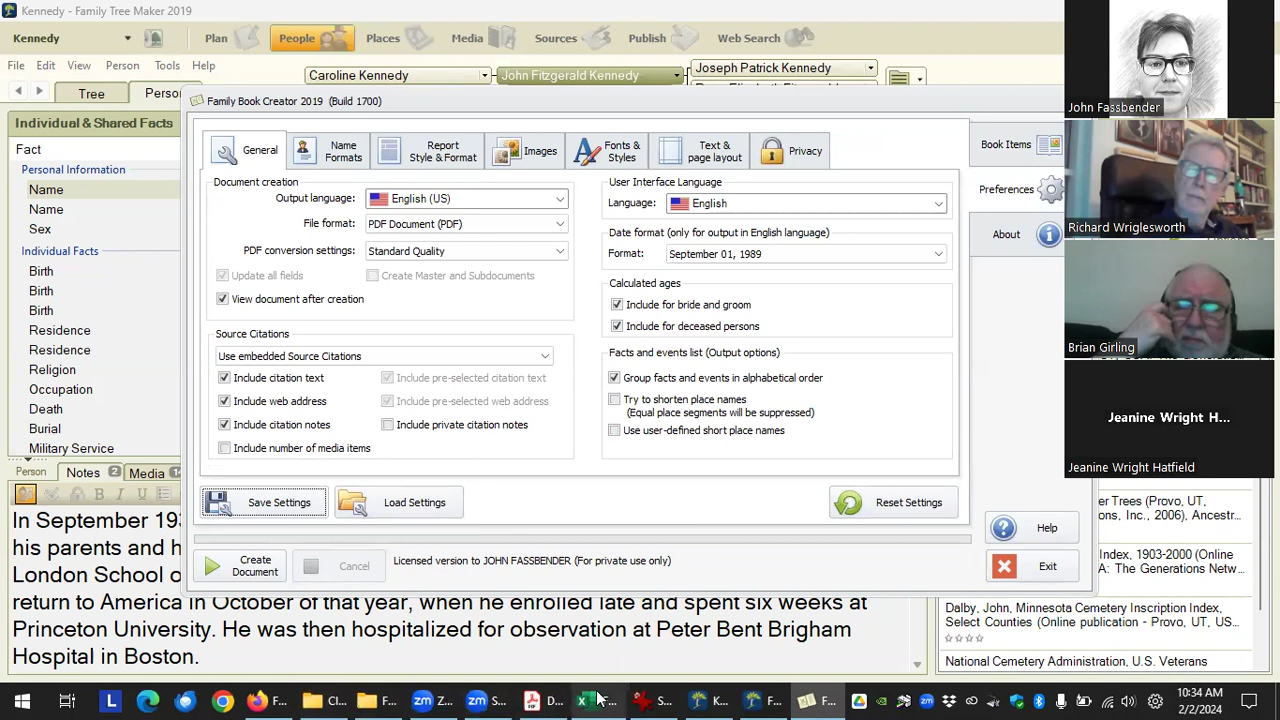 Kennedy - Family Tree Maker 2019
Kennedy
Plan
People
Places
Media
Sources
Publish
Web Search
File Edit View Person Tools Help
Caroline Kennedy
John Fitzgerald Kennedy
Joseph Patrick Kennedy
Tree
Individual & Shared Facts
Fact
Personal Information
Name
Name
Sex
Individual Facts
Birth
Birth
Birth
Residence
Residence
Religion
Occupation
Death
Burial
Military Service
Person
Notes 2
Media
Family Book Creator 2019 (Build 1700)
General
Name Formats
Report Style & Format
Images
Fonts & Styles
Text & page layout
Privacy
Book Items
Preferences
About
Document creation
Output language: English (US)
File format: PDF Document (PDF)
PDF conversion settings: Standard Quality
Update all fields
Create Master and Subdocuments
View document after creation
Source Citations
Use embedded Source Citations
Include citation text
Include pre-selected citation text
Include web address
Include pre-selected web address
Include citation notes
Include private citation notes
Include number of media items
User Interface Language
Language: English
Date format (only for output in English language)
Format: September 01, 1989
Calculated ages
Include for bride and groom
Include for deceased persons
Facts and events list (Output options)
Group facts and events in alphabetical order
Try to shorten place names
(Equal place segments will be suppressed)
Use user-defined short place names
Save Settings
Load Settings
Reset Settings
Help
Create Document
Cancel
Licensed version to JOHN FASSBENDER (For private use only)
Exit
In September 193
his parents and h
London School o
return to America in October of that year, when he enrolled late and spent six weeks at
Princeton University. He was then hospitalized for observation at Peter Bent Brigham
Hospital in Boston.
er Trees (Provo, UT,
ons, Inc., 2006), Ancestr...
Index, 1903-2000 (Online
A: The Generations Netw...
Dalby, John, Minnesota Cemetery Inscription Index,
Select Counties (Online publication - Provo, UT, US...
National Cemetery Administration, U.S. Veterans
John Fassbender
Richard Wriglesworth
Brian Girling
Jeanine Wright H...
Jeanine Wright Hatfield
L
F...
Cl...
F...
zm Z...
zm S...
D...
S...
K...
F...
F...
10:34 AM
2/2/2024